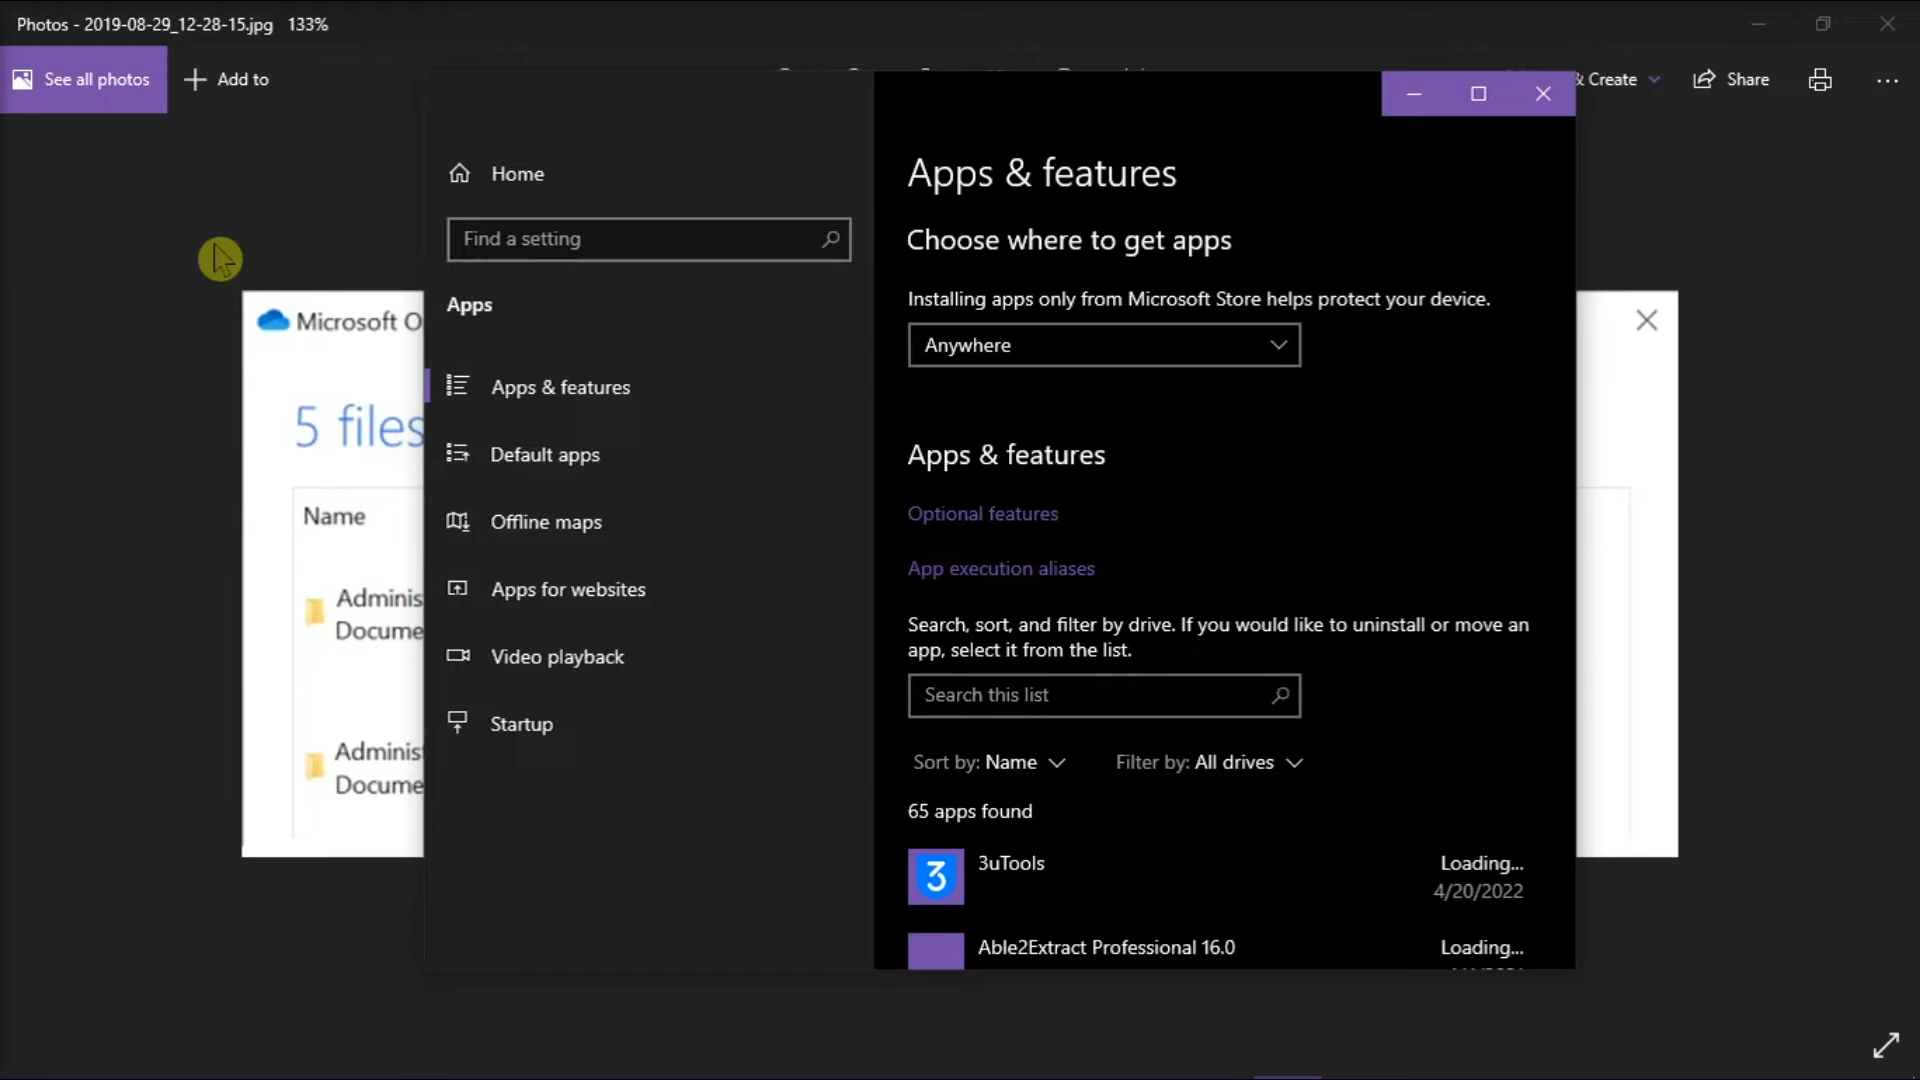 Photos - 2019-08-29_12-28-15.jpg 133%
See all photos
Add to
& Create
Share
Home
Find a setting
Apps
Apps & features
Default apps
Offline maps
Apps for websites
Video playback
Startup
Apps & features
Choose where to get apps
Installing apps only from Microsoft Store helps protect your device.
Anywhere
Apps & features
Optional features
App execution aliases
Search, sort, and filter by drive. If you would like to uninstall or move an
app, select it from the list.
Search this list
Sort by: Name
Filter by: All drives
65 apps found
3
3uTools
Loading...
4/20/2022
Able2Extract Professional 16.0
Loading...
Microsoft O
5 files
Name
Adminis
Docume
Adminis
Docume